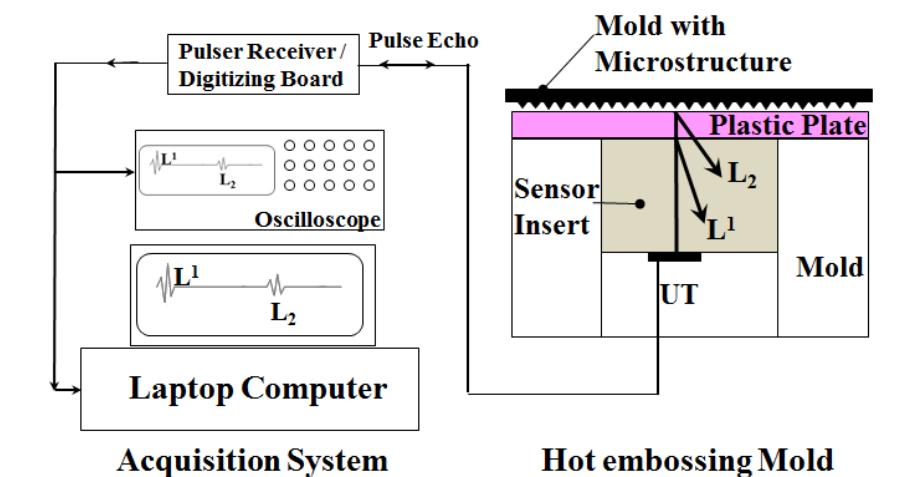 Pulser Receiver /
Digitizing Board
Pulse Echo
L1
L2
Oscilloscope
L1
L2
Laptop Computer
Acquisition System
Mold with
Microstructure
Plastic Plate
Sensor
Insert
L2
L1
Mold
UT
Hot embossing Mold